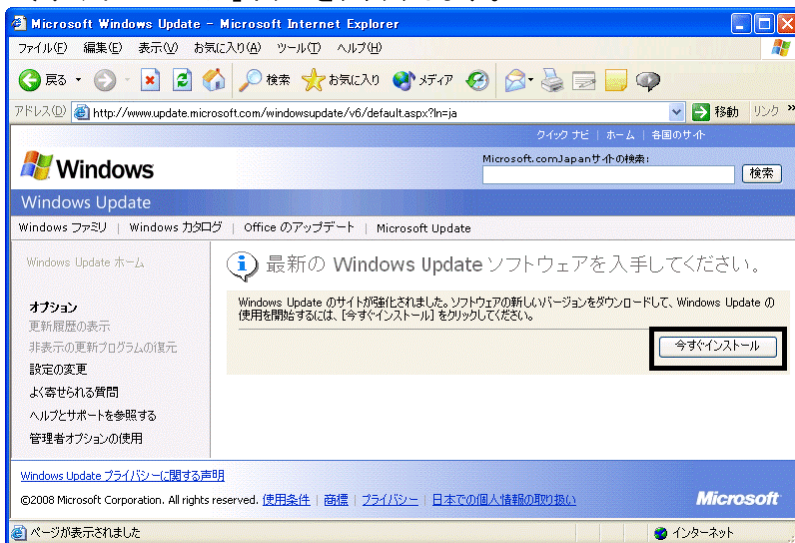 Microsoft Windows Update - Microsoft Internet Explorer
ファイル(F) 編集(E) 表示(V) お気に入り(A) ツール(T) ヘルプ(H)
戻る 検索 お気に入り メディア
アドレス(D) http://www.update.microsoft.com/windowsupdate/v6/default.aspx?ln=ja 移動 リンク »
クイック ナビ | ホーム | 各国のサイト
Windows
Microsoft.comJapanサイトの検索:
検索
Windows Update
Windows ファミリ | Windows カタログ | Office のアップデート | Microsoft Update
Windows Update ホーム
オプション
更新履歴の表示
非表示の更新プログラムの復元
設定の変更
よく寄せられる質問
ヘルプとサポートを参照する
管理者オプションの使用
最新の Windows Update ソフトウェアを入手してください。
Windows Update のサイトが強化されました。ソフトウェアの新しいバージョンをダウンロードして、Windows Update の
使用を開始するには、[今すぐインストール] をクリックしてください。
今すぐインストール
Windows Update プライバシーに関する声明
©2008 Microsoft Corporation. All rights reserved. 使用条件 | 商標 | プライバシー | 日本での個人情報の取り扱い
Microsoft
ページが表示されました インターネット